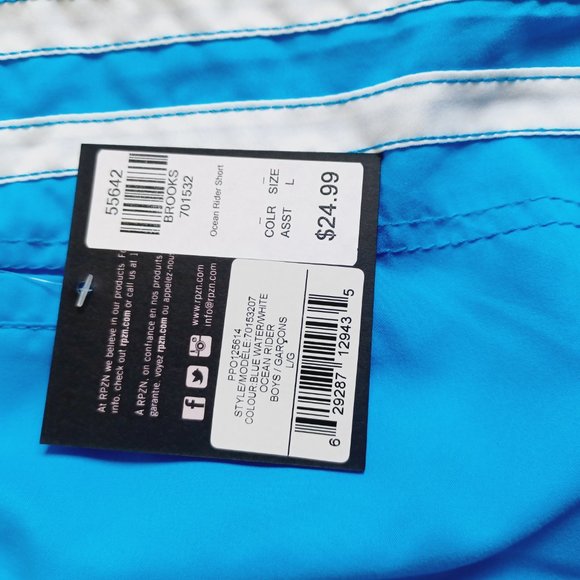 55642
BROOKS
701532
Ocean Rider Short
COLR SIZE
ASST L
$24.99
At RPZN we believe in our products. Fo
info, check out rpzn.com or call us at 1
A RPZN, on confiance en nos produits
garantie, voyez rpzn.com ou appelez-nous
www.rpzn.com
info@rpzn.com
PPO125614
STYLE/MODÈLE:70153207
COLOUR:BLUE WATER/WHITE
OCEAN RIDER
BOYS / GARÇONS
L/G
6 29287 12943 5